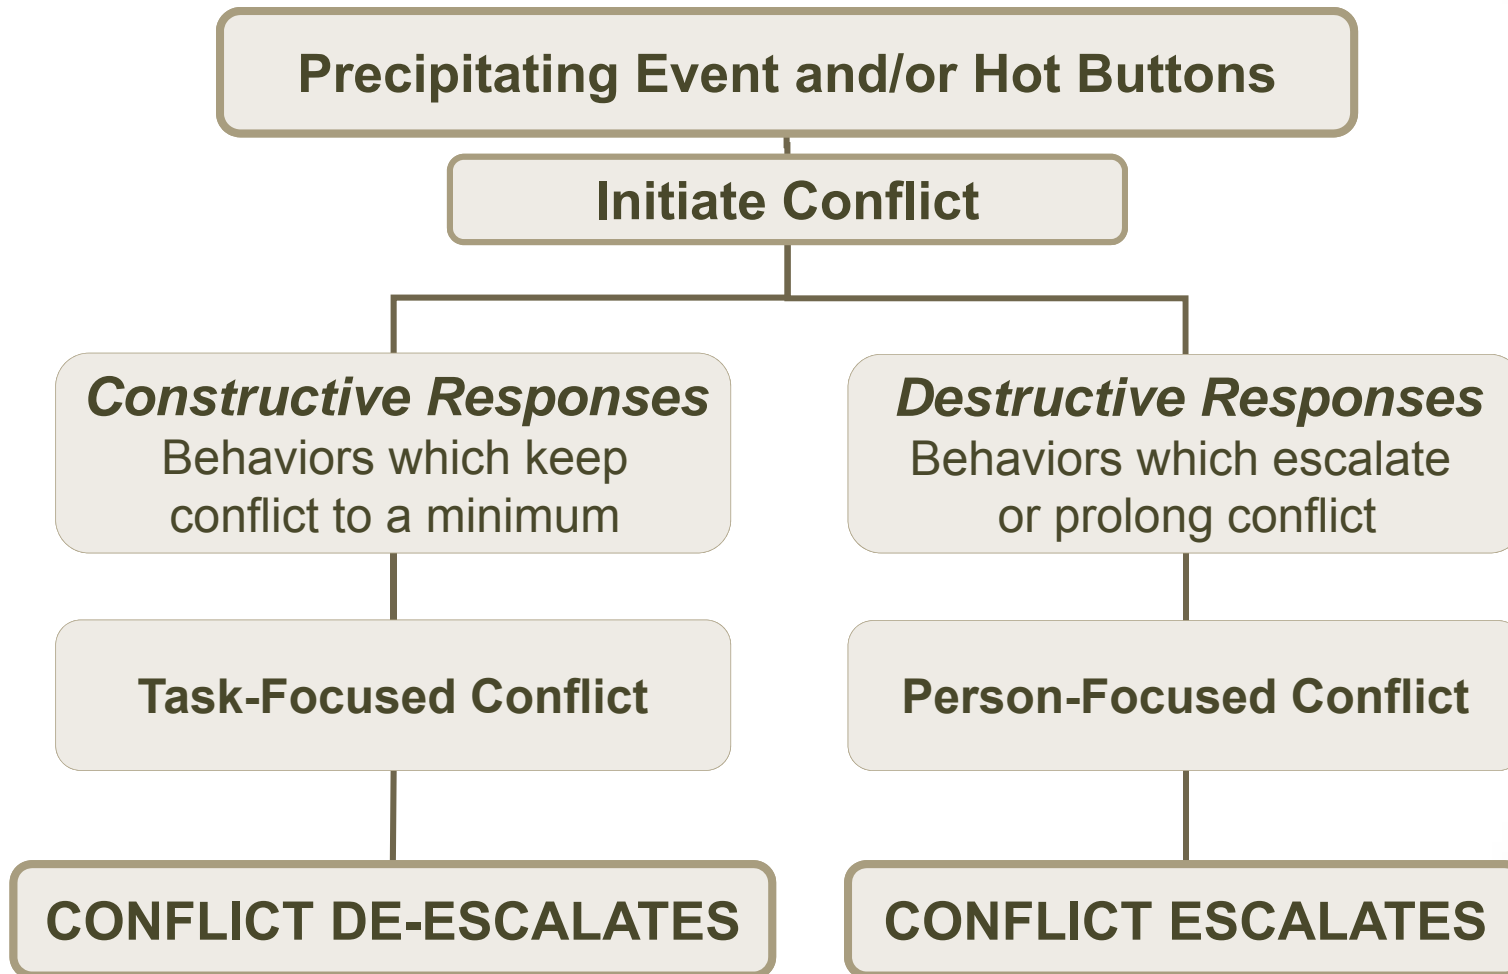 Precipitating Event and/or Hot Buttons
Initiate Conflict
Constructive Responses
Behaviors which keep
conflict to a minimum
Destructive Responses
Behaviors which escalate
or prolong conflict
Task-Focused Conflict
Person-Focused Conflict
CONFLICT DE-ESCALATES
CONFLICT ESCALATES